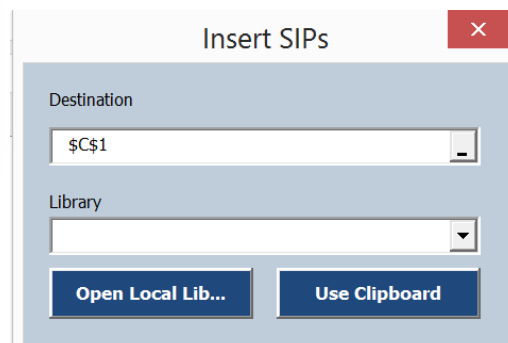 Insert SIPs
Destination
$C$1
Library
Open Local Lib... Use Clipboard